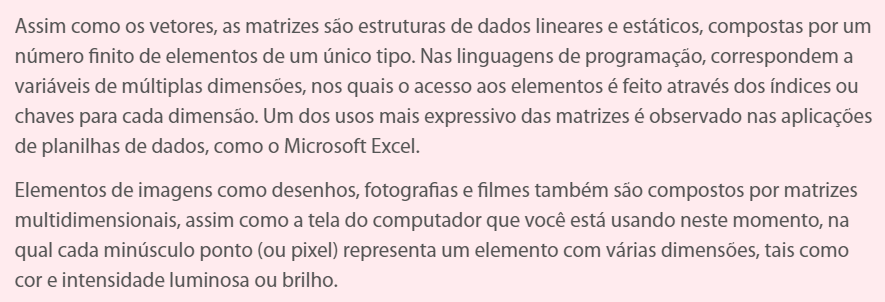 Assim como os vetores, as matrizes são estruturas de dados lineares e estáticos, compostas por um
número finito de elementos de um único tipo. Nas linguagens de programação, correspondem a
variáveis de múltiplas dimensões, nos quais o acesso aos elementos é feito através dos índices ou
chaves para cada dimensão. Um dos usos mais expressivo das matrizes é observado nas aplicações
de planilhas de dados, como o Microsoft Excel.
Elementos de imagens como desenhos, fotografias e filmes também são compostos por matrizes
multidimensionais, assim como a tela do computador que você está usando neste momento, na
qual cada minúsculo ponto (ou pixel) representa um elemento com várias dimensões, tais como
cor e intensidade luminosa ou brilho.